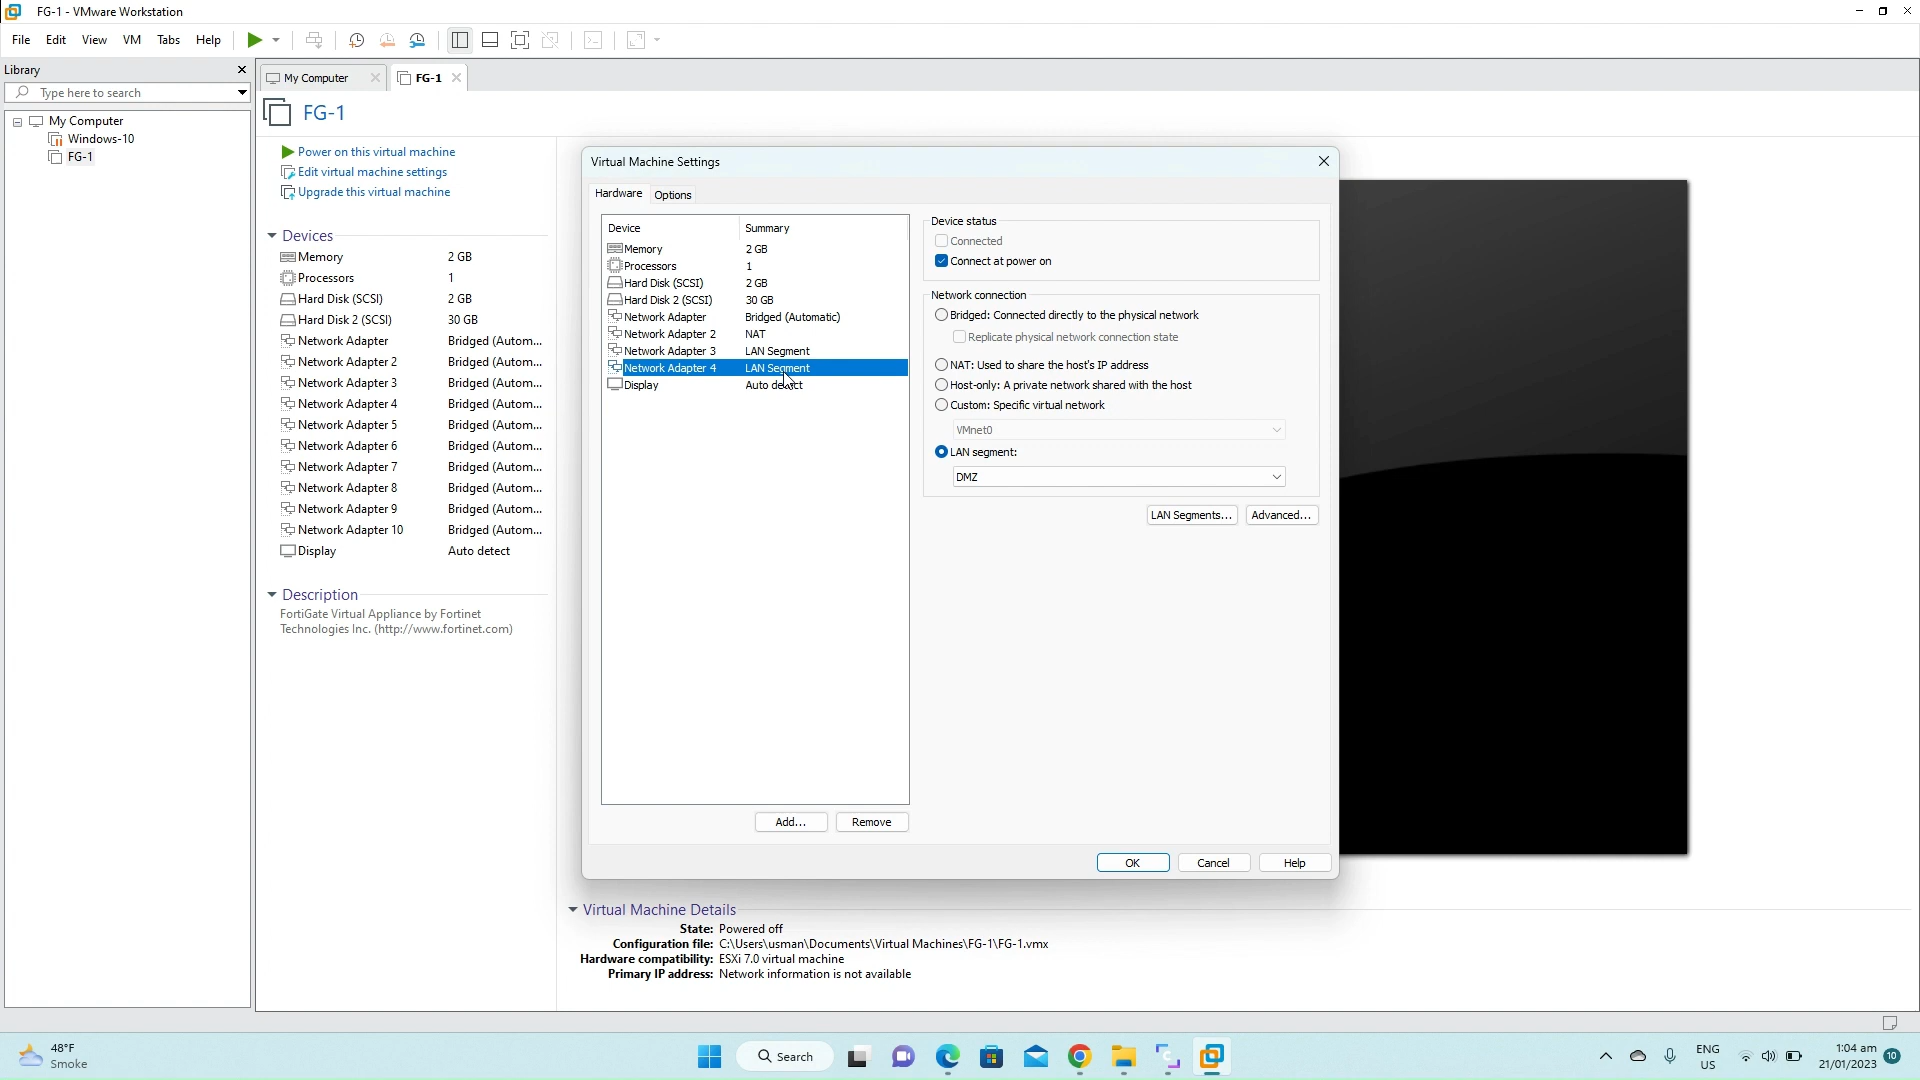 FG-1 - VMware Workstation
File Edit View VM Tabs Help
Library
Type here to search
My Computer
Windows-10
FG-1
My Computer
FG-1
FG-1
Power on this virtual machine
Edit virtual machine settings
Upgrade this virtual machine
Devices
Memory 2 GB
Processors 1
Hard Disk (SCSI) 2 GB
Hard Disk 2 (SCSI) 30 GB
Network Adapter Bridged (Autom...
Network Adapter 2 Bridged (Autom...
Network Adapter 3 Bridged (Autom...
Network Adapter 4 Bridged (Autom...
Network Adapter 5 Bridged (Autom...
Network Adapter 6 Bridged (Autom...
Network Adapter 7 Bridged (Autom...
Network Adapter 8 Bridged (Autom...
Network Adapter 9 Bridged (Autom...
Network Adapter 10 Bridged (Autom...
Display Auto detect
Description
FortiGate Virtual Appliance by Fortinet
Technologies Inc. (http://www.fortinet.com)
Virtual Machine Settings
Hardware Options
Device Summary
Memory 2 GB
Processors 1
Hard Disk (SCSI) 2 GB
Hard Disk 2 (SCSI) 30 GB
Network Adapter Bridged (Automatic)
Network Adapter 2 NAT
Network Adapter 3 LAN Segment
Network Adapter 4 LAN Segment
Display Auto detect
Add... Remove
Device status
Connected
Connect at power on
Network connection
Bridged: Connected directly to the physical network
Replicate physical network connection state
NAT: Used to share the host's IP address
Host-only: A private network shared with the host
Custom: Specific virtual network
VMnet0
LAN segment:
DMZ
LAN Segments... Advanced...
OK Cancel Help
Virtual Machine Details
State: Powered off
Configuration file: C:\Users\usman\Documents\Virtual Machines\FG-1\FG-1.vmx
Hardware compatibility: ESXi 7.0 virtual machine
Primary IP address: Network information is not available
48°F
Smoke
Search
ENG
US
1:04 am
21/01/2023
10